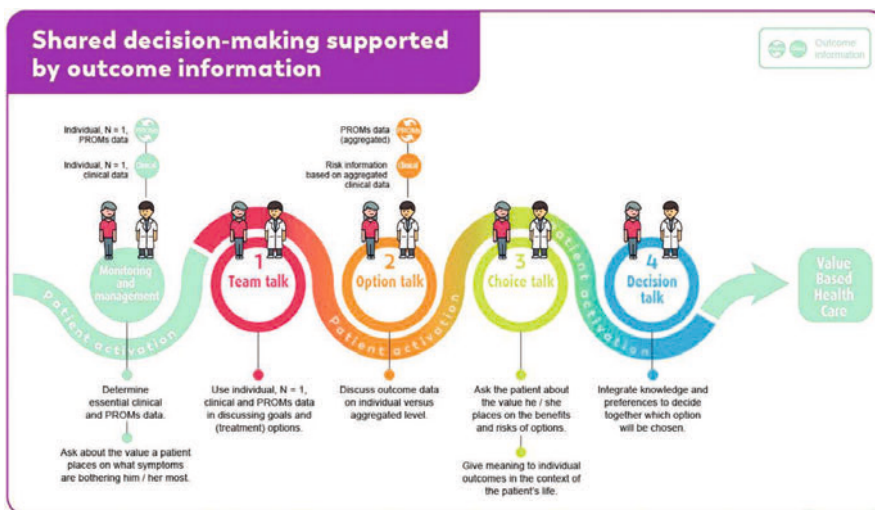 Shared decision-making supported
by outcome information
PROMs
Clinical
Outcome
information
Individual, N = 1,
PROMs data
PROMs
Individual, N = 1,
clinical data
Clinical
PROMs data
(aggregated)
PROMs
Risk information
based on aggregated
clinical data
Clinical
Monitoring and
management
1
Team talk
2
Option talk
3
Choice talk
4
Decision
talk
Value
Based
Health
Care
Patient activation
Patient activation
Patient activation
Determine
essential clinical
and PROMs data.
Ask about the value a patient
places on what symptoms
are bothering him / her most.
Use individual, N = 1,
clinical and PROMs data
in discussing goals and
(treatment) options.
Discuss outcome data
on individual versus
aggregated level.
Ask the patient about
the value he / she
places on the benefits
and risks of options.
Give meaning to individual
outcomes in the context of
the patient's life.
Integrate knowledge and
preferences to decide
together which option
will be chosen.